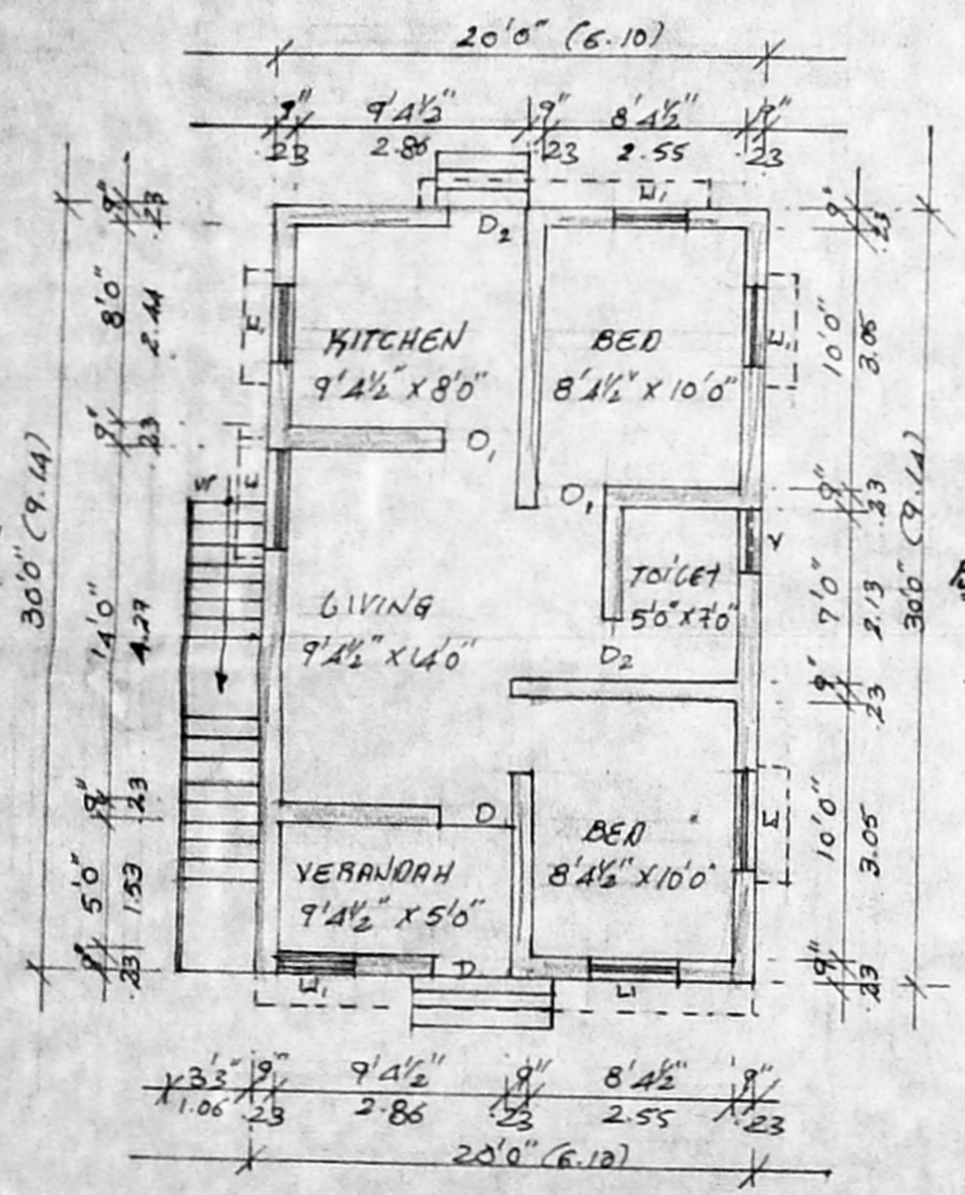 20'0" (6.10)
9" 9'4½" 9" 8'4½" 9"
.23 2.86 .23 2.55 .23
W₁
D₂
9"
.23
8'0"
2.44
9"
.23
30'0" (9.14)
14'0"
4.27
9"
.23
5'0"
1.53
9"
.23
KITCHEN
9'4½" X 8'0"
D₁
BED
8'4½" X 10'0"
D₁
W₁
TOILET
5'0" X 7'0"
D₂
V
LIVING
9'4½" X 14'0"
D
VERANDAH
9'4½" X 5'0"
D
W₁
BED
8'4½" X 10'0"
W
W
9"
.23
10'0"
3.05
9"
.23
7'0"
2.13
9"
.23
10'0"
3.05
9"
.23
30'0" (9.14)
3'3" 9" 9'4½" 9" 8'4½" 9"
1.06 .23 2.86 .23 2.55 .23
20'0" (6.10)